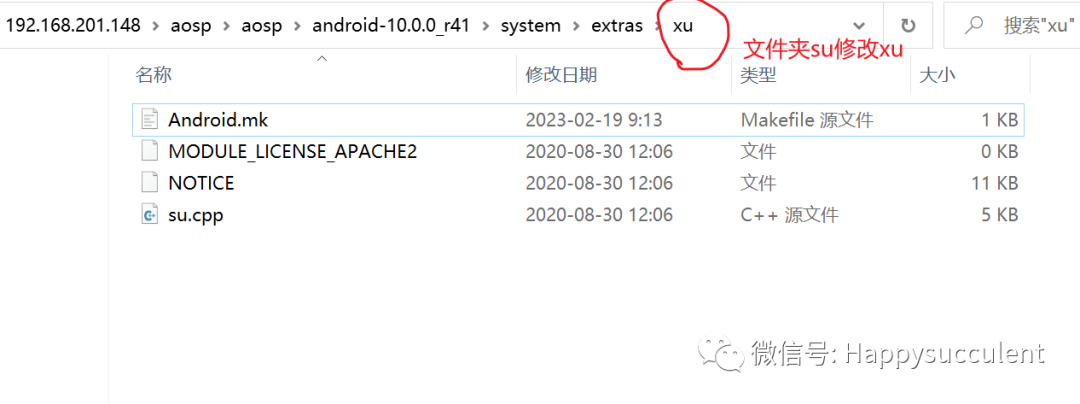 192.168.201.148 > aosp > aosp > android-10.0.0_r41 > system > extras > xu 搜索"xu"
文件夹su修改xu
名称 修改日期 类型 大小
Android.mk 2023-02-19 9:13 Makefile 源文件 1 KB
MODULE_LICENSE_APACHE2 2020-08-30 12:06 文件 0 KB
NOTICE 2020-08-30 12:06 文件 11 KB
su.cpp 2020-08-30 12:06 C++ 源文件 5 KB
微信号: Happysucculent